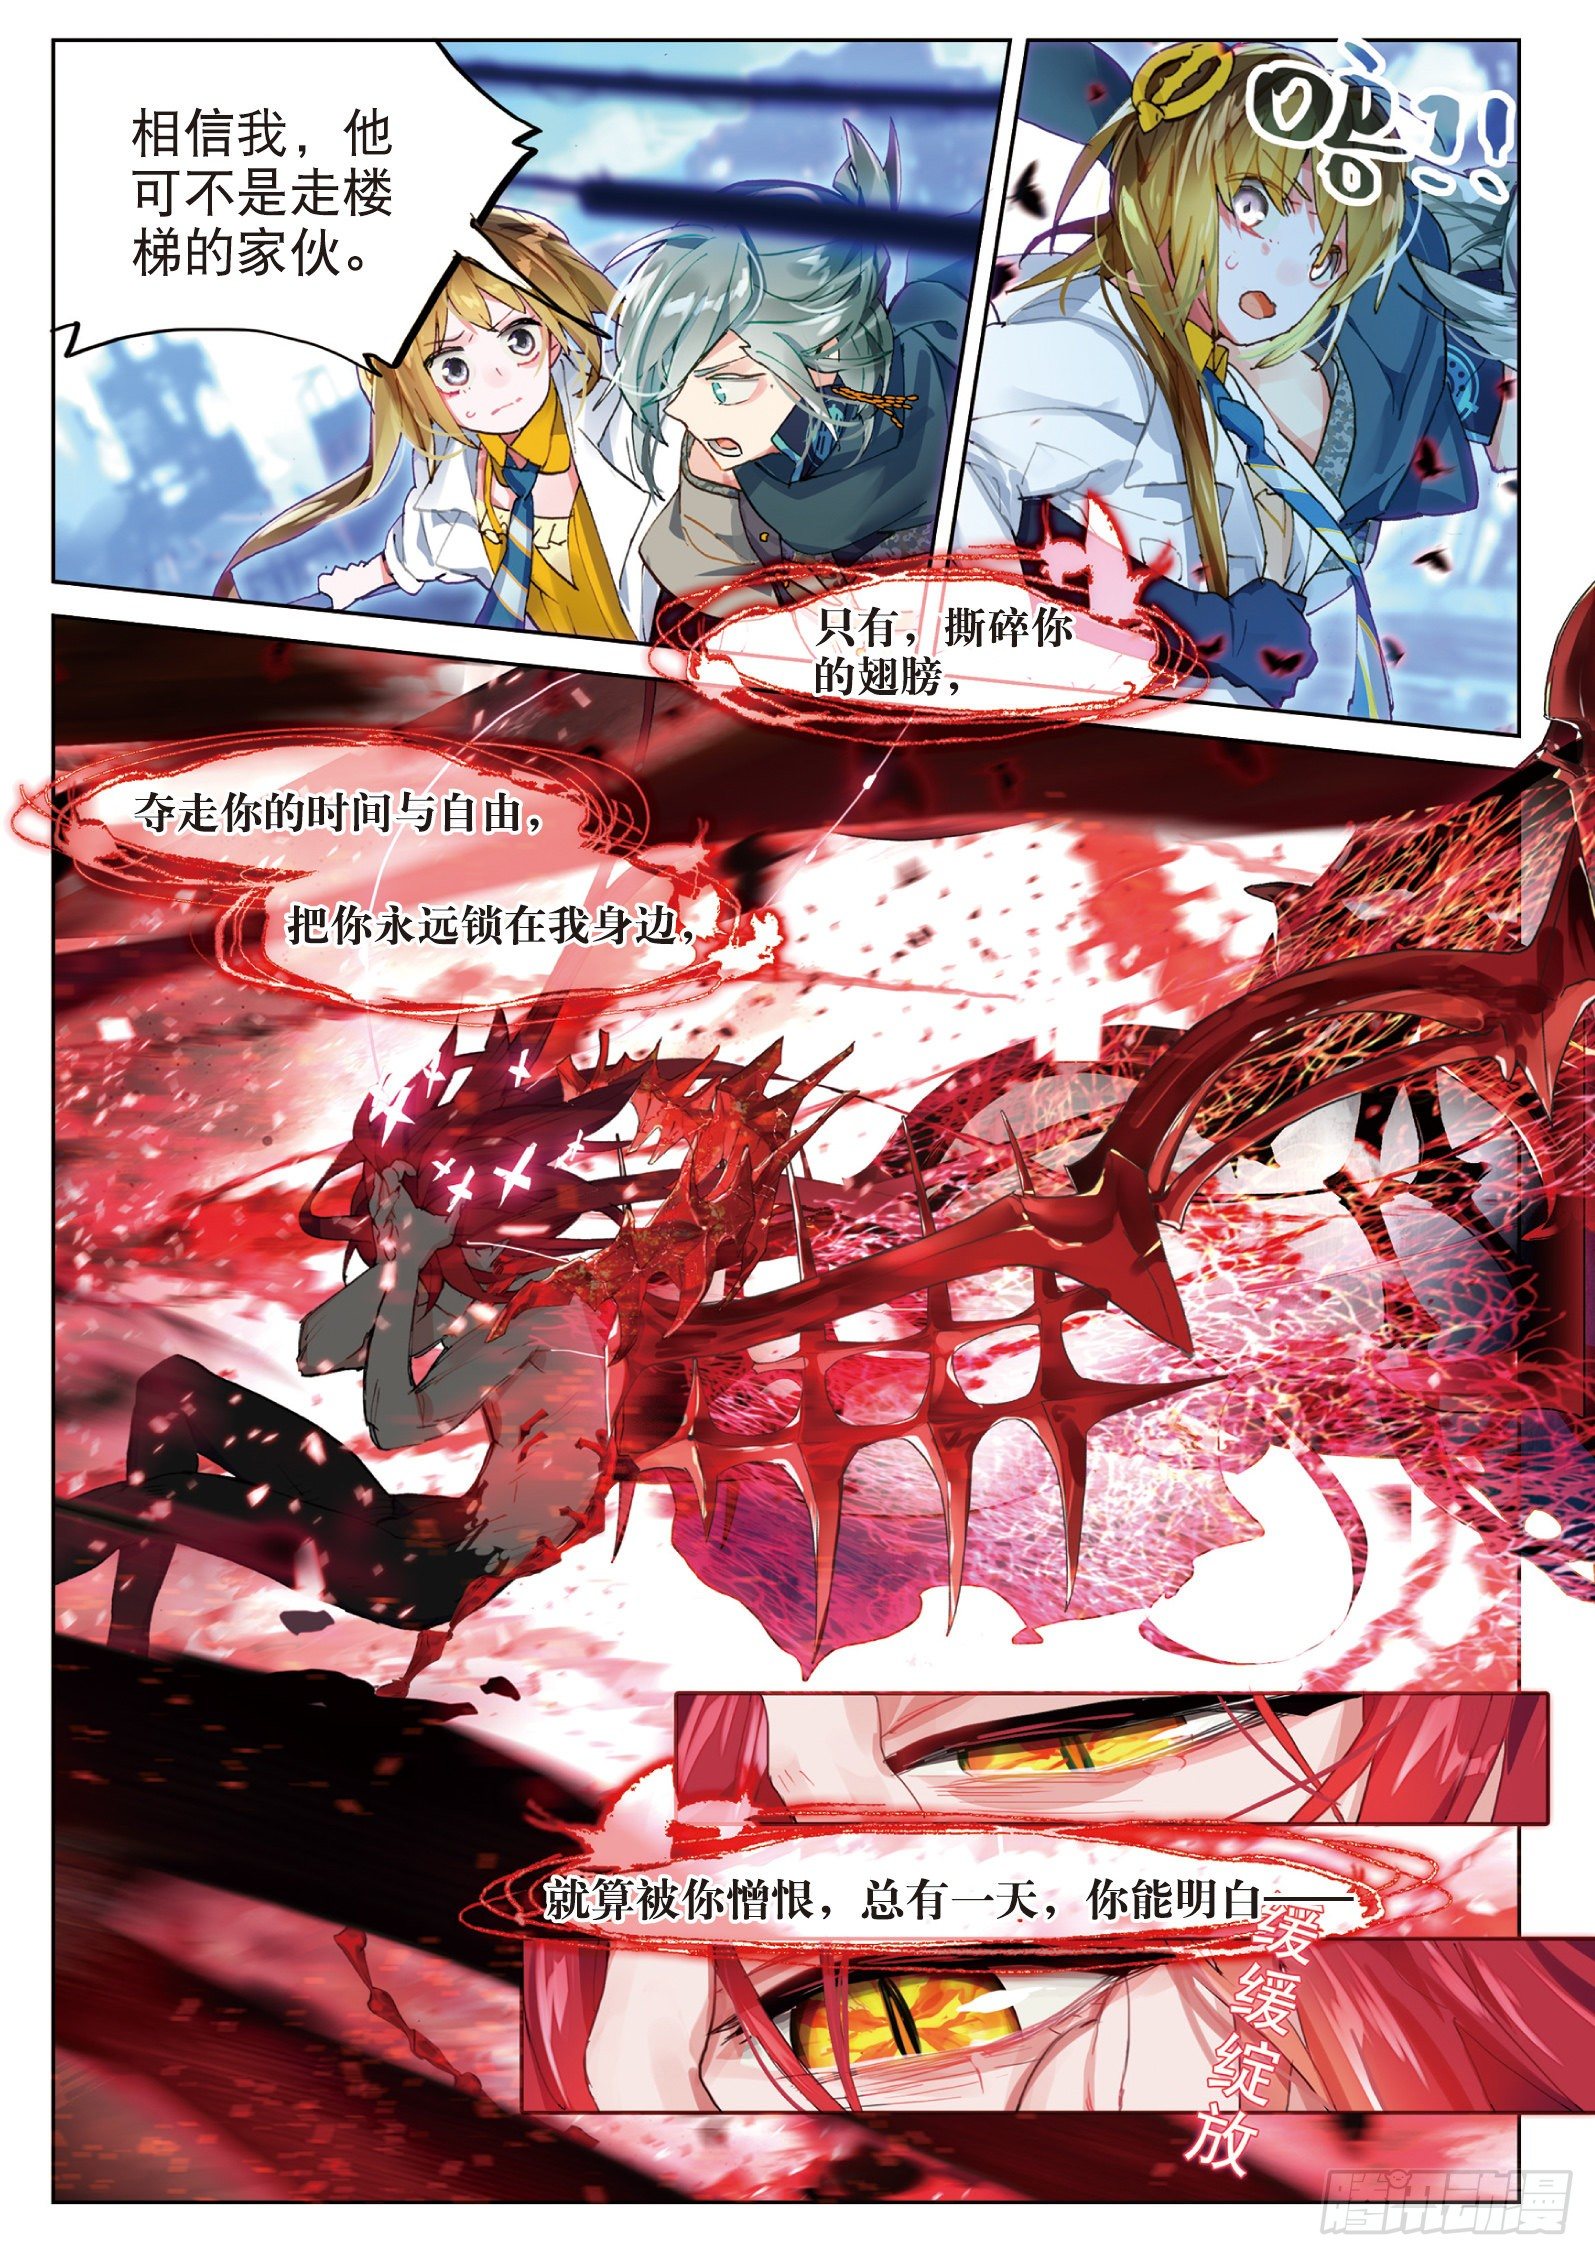 相信我，他
可不是走楼
梯的家伙。
只有，撕碎你
的翅膀，
夺走你的时间与自由，
把你永远锁在我身边，
就算被你憎恨，总有一天，你能明白——
缓缓绽放
腾讯动漫